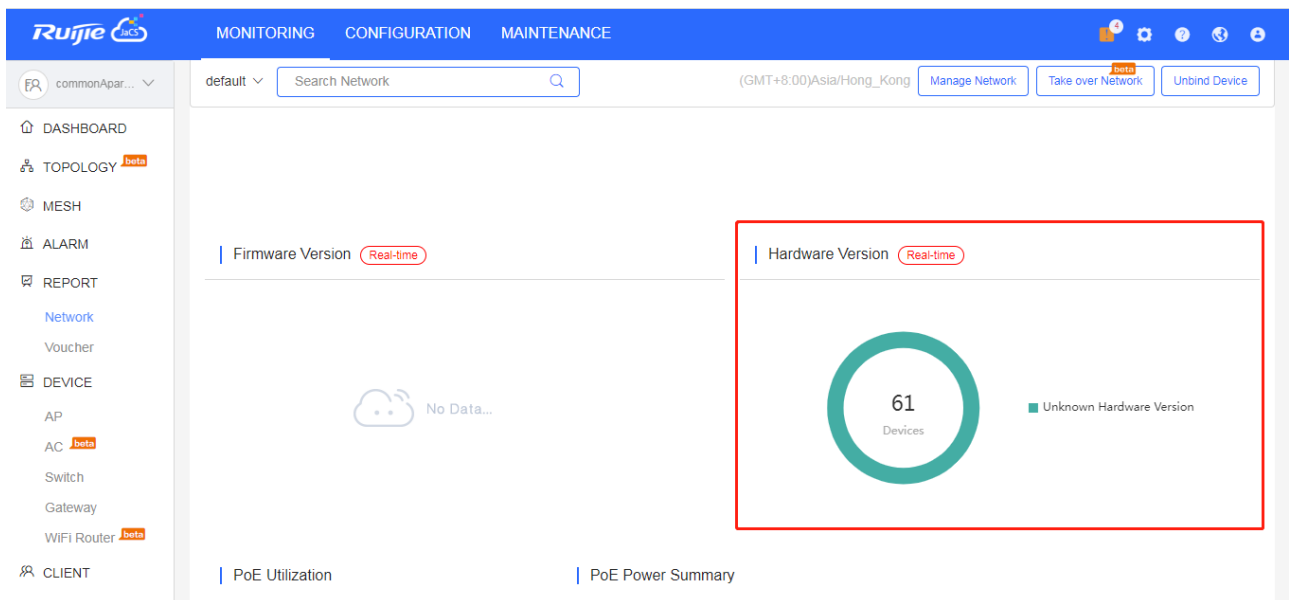 Ruijie JaCS MONITORING CONFIGURATION MAINTENANCE 4
commonApar... default Search Network (GMT+8:00)Asia/Hong_Kong Manage Network Take over Network beta Unbind Device
DASHBOARD
TOPOLOGY beta
MESH
ALARM
REPORT
Network
Voucher
DEVICE
AP
AC beta
Switch
Gateway
WiFi Router beta
CLIENT
Firmware Version Real-time
No Data...
Hardware Version Real-time
61
Devices
Unknown Hardware Version
PoE Utilization
PoE Power Summary